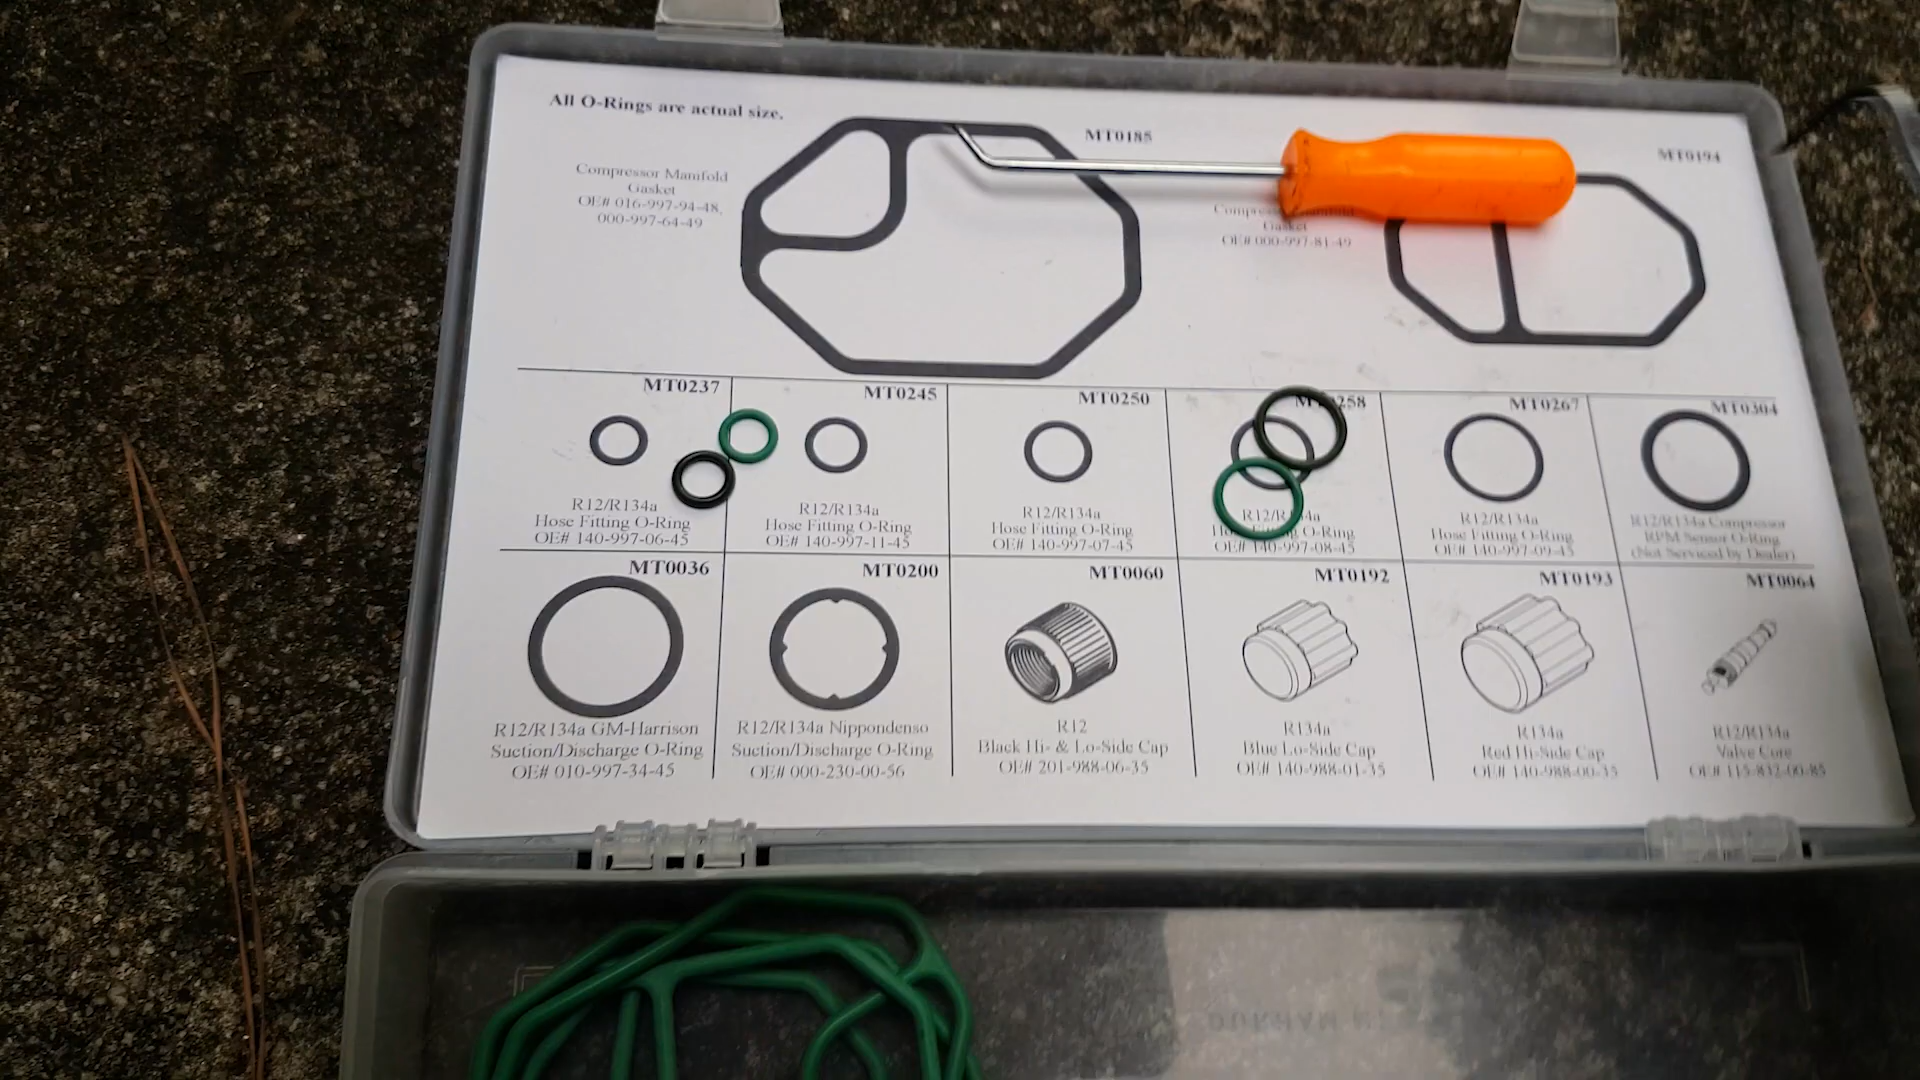 All O-Rings are actual size.
MT0185
MT0194
Compressor Manifold
Gasket
OE# 016-997-94-48,
000-997-64-49
Compressor Manifold
Gasket
OE# 000-997-81-49
MT0237
MT0245
MT0250
MT0258
MT0267
MT0304
R12/R134a
Hose Fitting O-Ring
OE# 140-997-06-45
R12/R134a
Hose Fitting O-Ring
OE# 140-997-11-45
R12/R134a
Hose Fitting O-Ring
OE# 140-997-07-45
R12/R134a
Hose Fitting O-Ring
OE# 140-997-08-45
R12/R134a
Hose Fitting O-Ring
OE# 140-997-09-45
R12/R134a Compressor
RPM Sensor O-Ring
(Not Serviced by Dealer)
MT0036
MT0200
MT0060
MT0192
MT0193
MT0064
R12/R134a GM-Harrison
Suction/Discharge O-Ring
OE# 010-997-34-45
R12/R134a Nippondenso
Suction/Discharge O-Ring
OE# 000-230-00-56
R12
Black Hi- & Lo-Side Cap
OE# 201-988-06-35
R134a
Blue Lo-Side Cap
OE# 140-988-01-35
R134a
Red Hi-Side Cap
OE# 140-988-00-35
R12/R134a
Valve Core
OE# 115-832-00-85